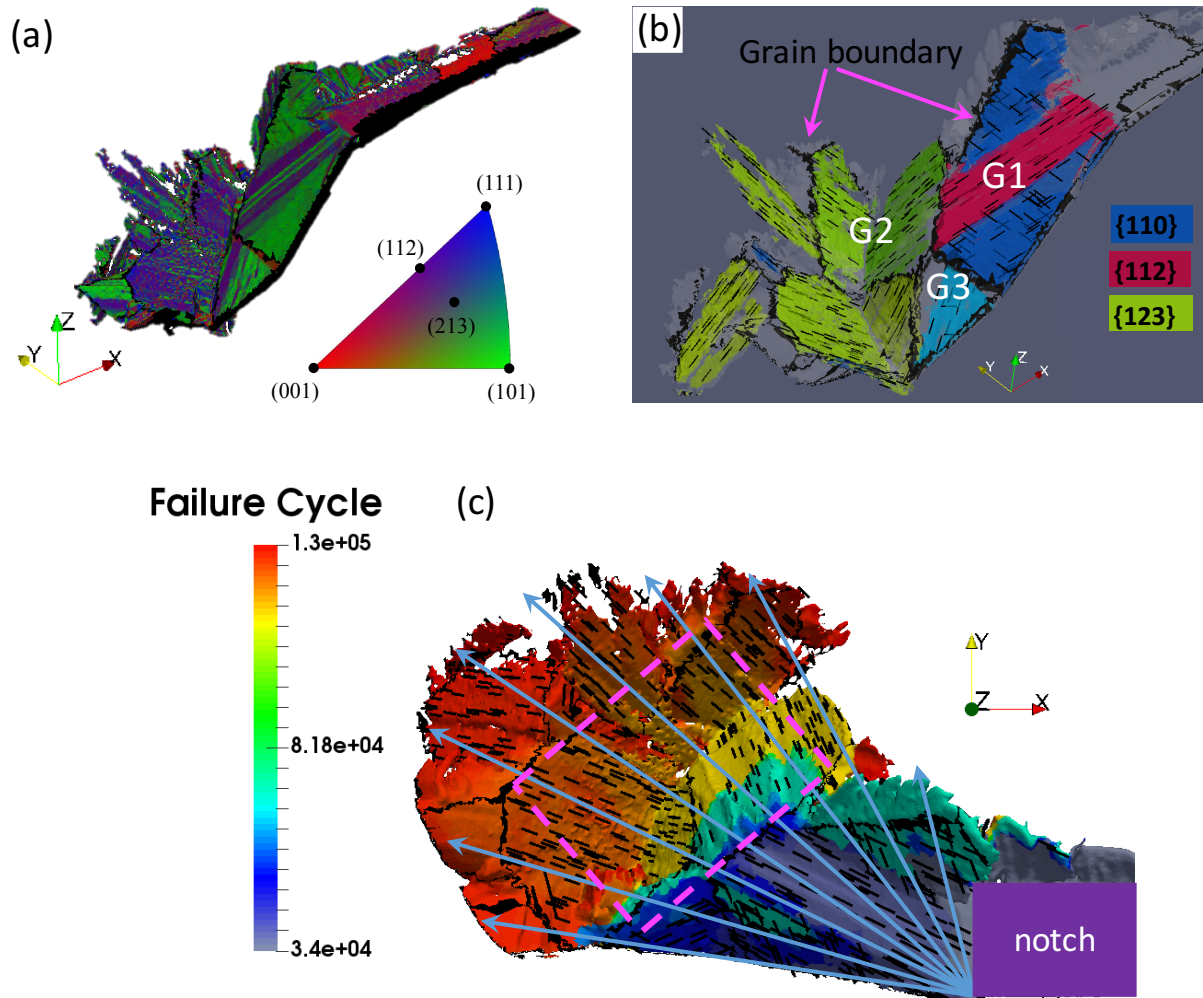 (a)
(111)
(112)
(213)
(001)
(101)
Z
Y
X
(b)
Grain boundary
G1
G2
G3
{110}
{112}
{123}
Z
Y
X
Failure Cycle
1.3e+05
8.18e+04
3.4e+04
(c)
Y
Z
X
notch